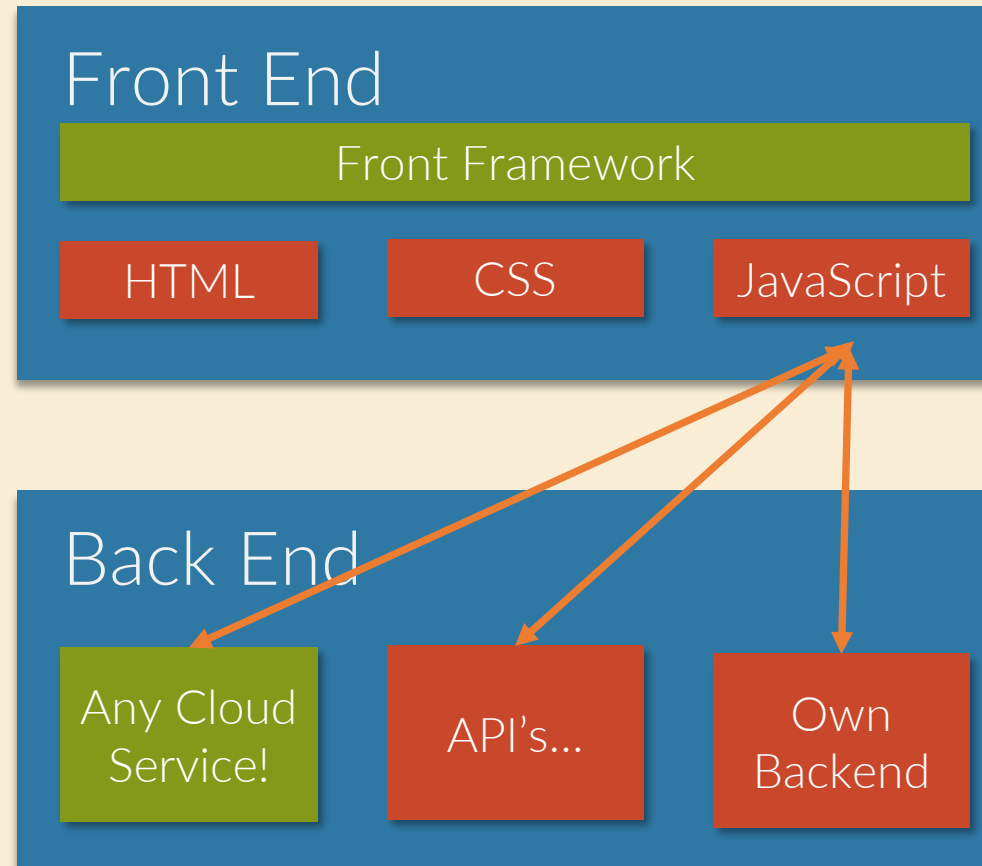 Front End
Front Framework
HTML
CSS
JavaScript
Back End
Any Cloud
Service!
API’s...
Own
Backend